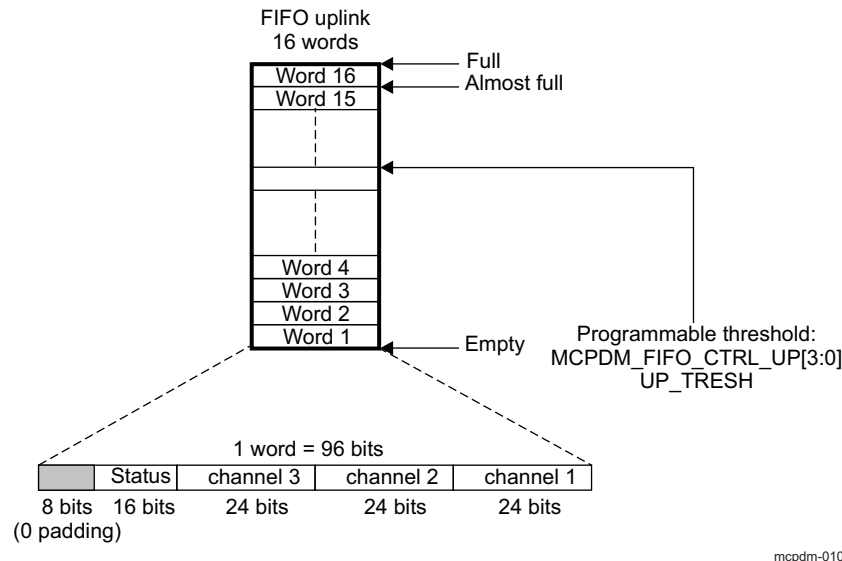 FIFO uplink
16 words
Full
Word 16
Almost full
Word 15
Word 4
Word 3
Word 2
Word 1
Empty
Programmable threshold:
MCPDM_FIFO_CTRL_UP[3:0]
UP_TRESH
1 word = 96 bits
Status channel 3 channel 2 channel 1
8 bits 16 bits 24 bits 24 bits 24 bits
(0 padding)
mcpdm-010